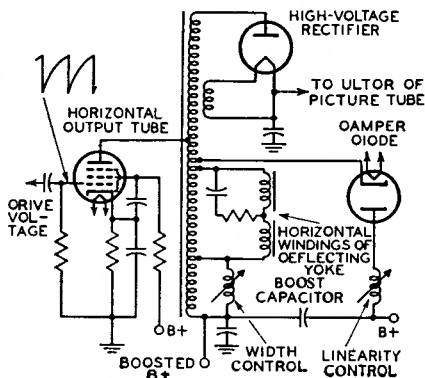 HIGH-VOLTAGE
RECTIFIER
TO ULTOR OF
PICTURE TUBE
HORIZONTAL
OUTPUT TUBE
OAMPER
OIODE
ORIVE
VOL-
TAGE
HORIZONTAL
WINDINGS OF
OEFLECTING
YOKE
BOOST
CAPACITOR
B+
B+
BOOSTED
B+
WIDTH
CONTROL
LINEARITY
CONTROL